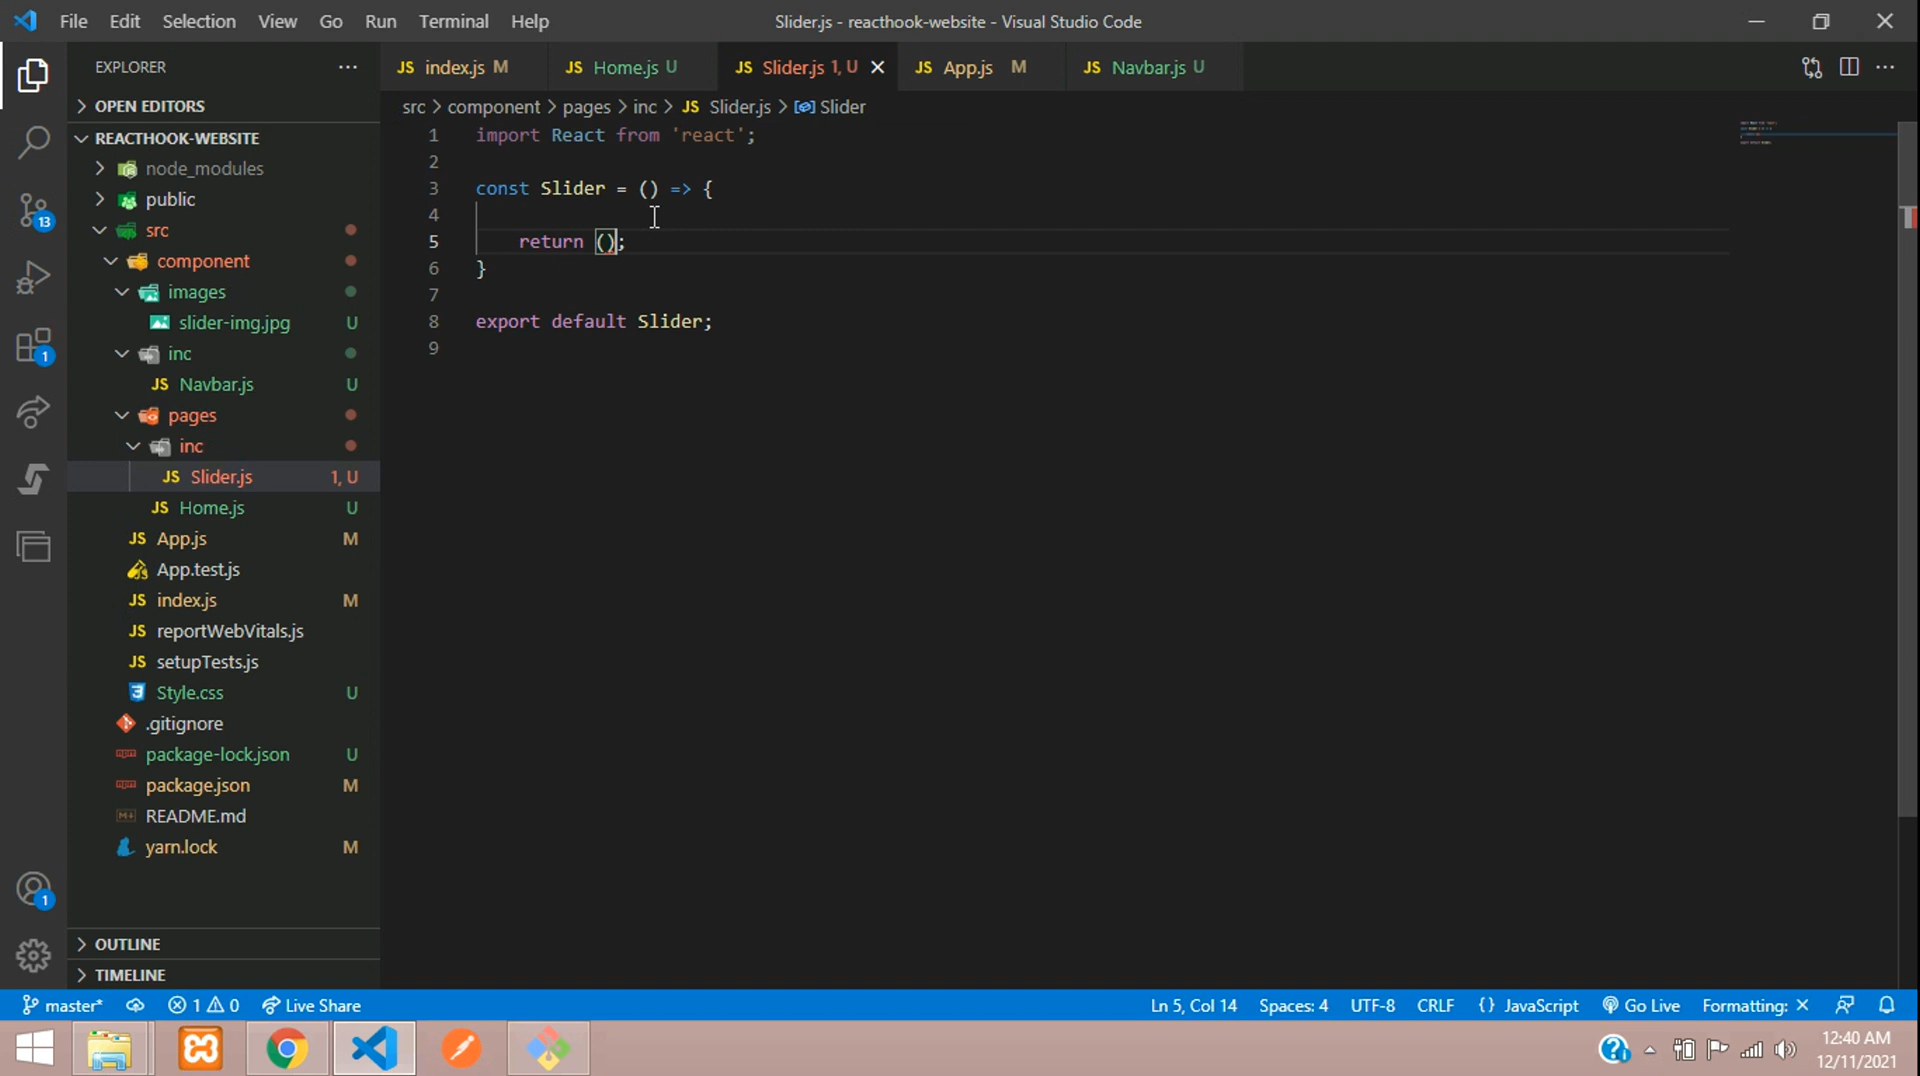 File Edit Selection View Go Run Terminal Help
Slider.js - reacthook-website - Visual Studio Code
EXPLORER
OPEN EDITORS
REACTHOOK-WEBSITE
node_modules
public
src
component
images
slider-img.jpg U
inc
Navbar.js U
pages
inc
Slider.js 1, U
Home.js U
App.js M
App.test.js
index.js M
reportWebVitals.js
setupTests.js
Style.css U
.gitignore
package-lock.json U
package.json M
README.md
yarn.lock M
OUTLINE
TIMELINE
13
1
1
JS index.js M JS Home.js U JS Slider.js 1, U JS App.js M JS Navbar.js U
src > component > pages > inc > JS Slider.js > Slider
1 import React from 'react';
2
3 const Slider = () => {
4
5 return ();
6 }
7
8 export default Slider;
9
master* 1 0 Live Share Ln 5, Col 14 Spaces: 4 UTF-8 CRLF {} JavaScript Go Live Formatting: ×
12:40 AM
12/11/2021